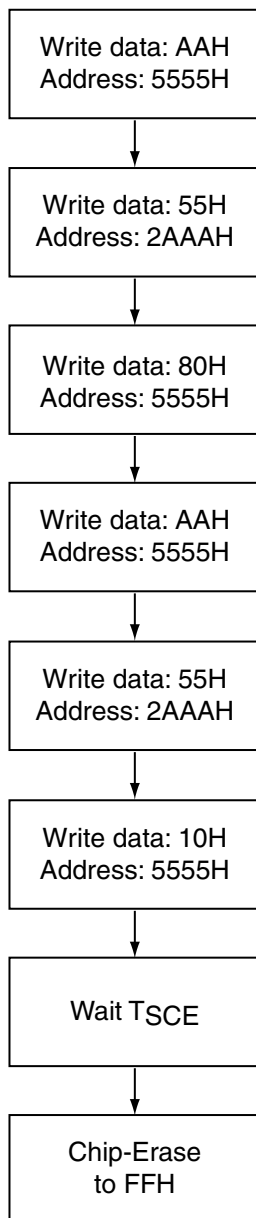 Write data: AAH
Address: 5555H
Write data: 55H
Address: 2AAAH
Write data: 80H
Address: 5555H
Write data: AAH
Address: 5555H
Write data: 55H
Address: 2AAAH
Write data: 10H
Address: 5555H
Wait TSCE
Chip-Erase
to FFH